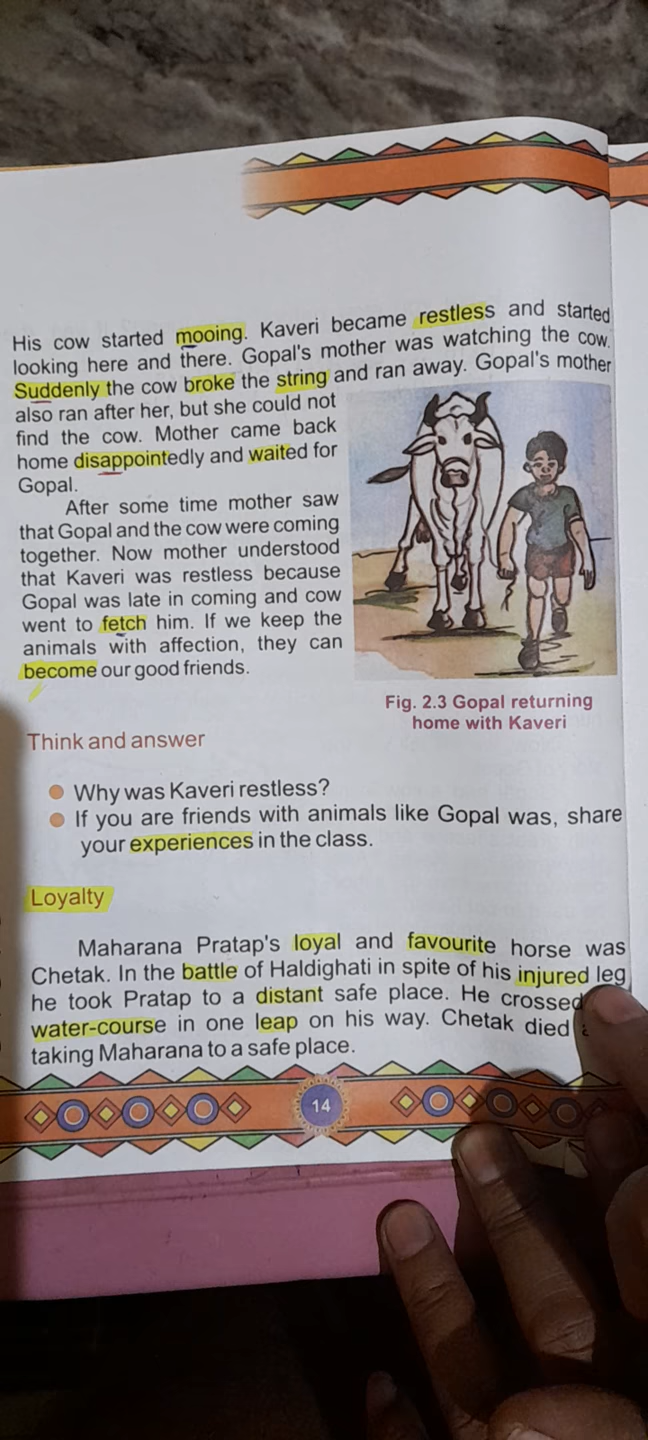 His cow started mooing. Kaveri became restless and started
looking here and there. Gopal's mother was watching the cow.
Suddenly the cow broke the string and ran away. Gopal's mother
also ran after her, but she could not
find the cow. Mother came back
home disappointedly and waited for
Gopal.
After some time mother saw
that Gopal and the cow were coming
together. Now mother understood
that Kaveri was restless because
Gopal was late in coming and cow
went to fetch him. If we keep the
animals with affection, they can
become our good friends.
Fig. 2.3 Gopal returning
home with Kaveri
Think and answer
● Why was Kaveri restless?
● If you are friends with animals like Gopal was, share
your experiences in the class.
Loyalty
Maharana Pratap's loyal and favourite horse was
Chetak. In the battle of Haldighati in spite of his injured leg
he took Pratap to a distant safe place. He crossed
water-course in one leap on his way. Chetak died
taking Maharana to a safe place.
14